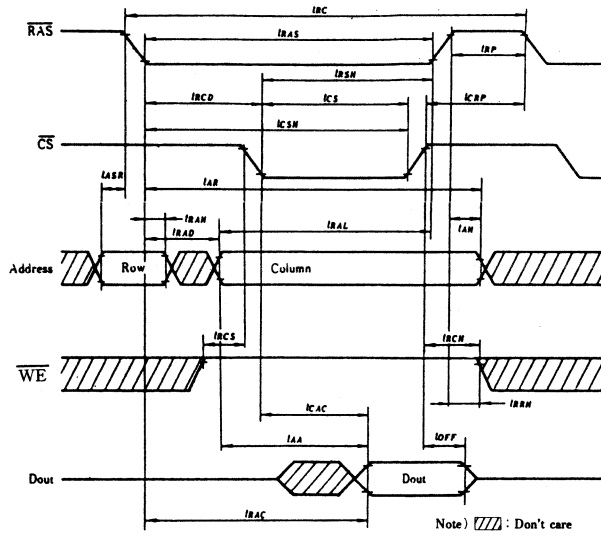 tRC
RAS
tRAS
tRP
tRSH
tRCD
tCS
tCRP
tCSH
CS
tASR
tAR
tRAH
tRAD
tRAL
tAH
Address
Row
Column
tRCS
tRCH
WE
tCAC
tRRH
tAA
tOFF
Dout
Dout
tRAC
Note) : Don't care